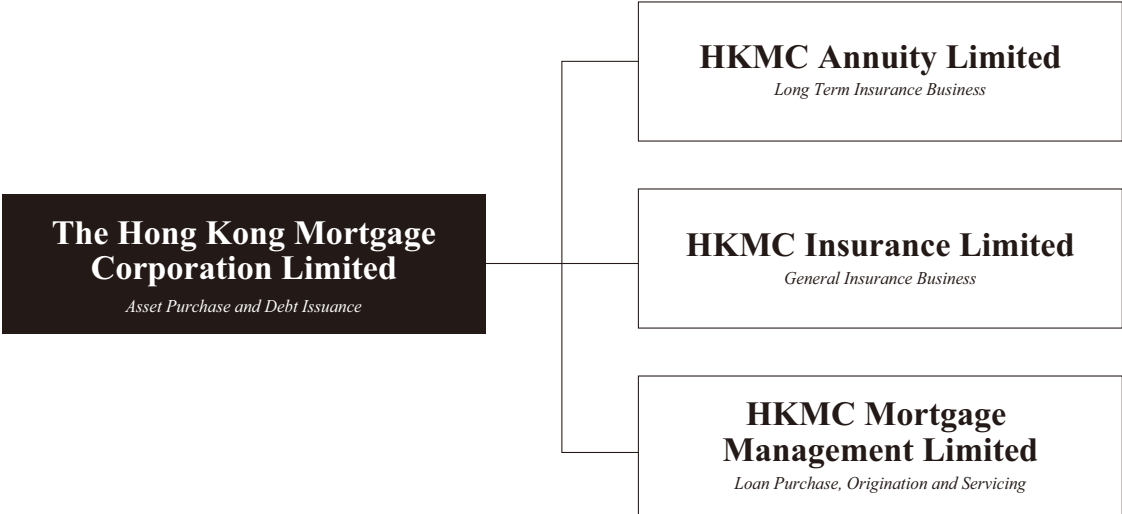 The Hong Kong Mortgage
Corporation Limited
Asset Purchase and Debt Issuance
HKMC Annuity Limited
Long Term Insurance Business
HKMC Insurance Limited
General Insurance Business
HKMC Mortgage
Management Limited
Loan Purchase, Origination and Servicing